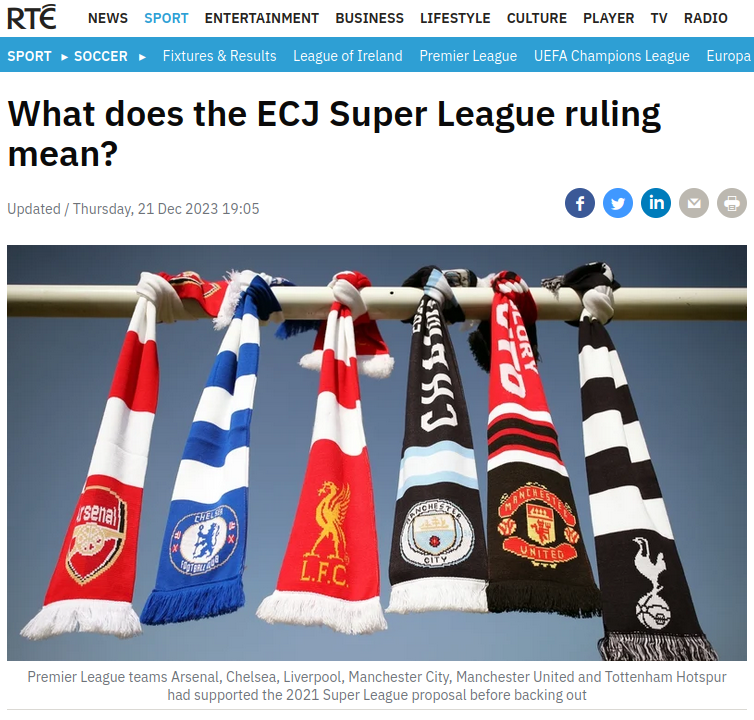 RTÉ NEWS SPORT ENTERTAINMENT BUSINESS LIFESTYLE CULTURE PLAYER TV RADIO
SPORT ▸ SOCCER ▸ Fixtures & Results League of Ireland Premier League UEFA Champions League Europa
What does the ECJ Super League ruling
mean?
Updated / Thursday, 21 Dec 2023 19:05
f in
Arsenal
CHELSEA
FOOTBALL CLUB
L.F.C.
MANCHESTER
CITY
MANCHESTER
UNITED
Premier League teams Arsenal, Chelsea, Liverpool, Manchester City, Manchester United and Tottenham Hotspur
had supported the 2021 Super League proposal before backing out